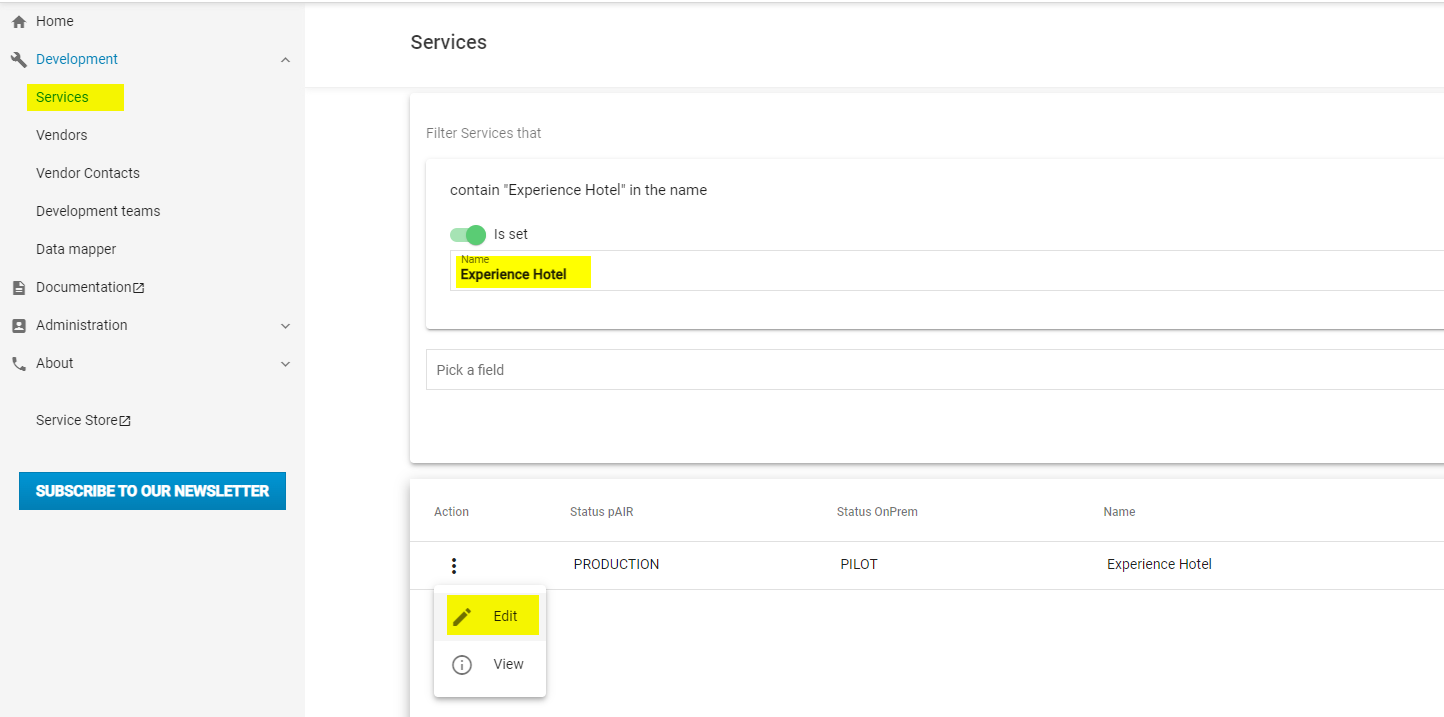 Home
Development
Services
Vendors
Vendor Contacts
Development teams
Data mapper
Documentation
Administration
About
Service Store
SUBSCRIBE TO OUR NEWSLETTER
Services
Filter Services that
contain "Experience Hotel" in the name
Is set
Name
Experience Hotel
Pick a field
Action Status pAIR Status OnPrem Name
PRODUCTION PILOT Experience Hotel
Edit
View